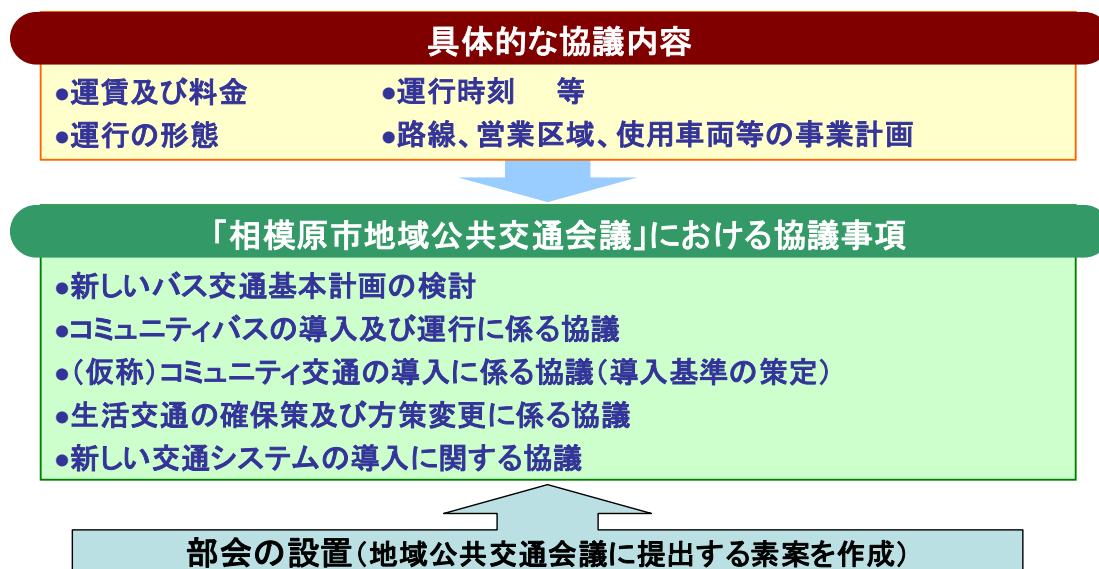 具体的な協議内容
●運賃及び料金　●運行時刻　等
●運行の形態　●路線、営業区域、使用車両等の事業計画
「相模原市地域公共交通会議」における協議事項
●新しいバス交通基本計画の検討
●コミュニティバスの導入及び運行に係る協議
●（仮称）コミュニティ交通の導入に係る協議（導入基準の策定）
●生活交通の確保策及び方策変更に係る協議
●新しい交通システムの導入に関する協議
部会の設置（地域公共交通会議に提出する素案を作成）